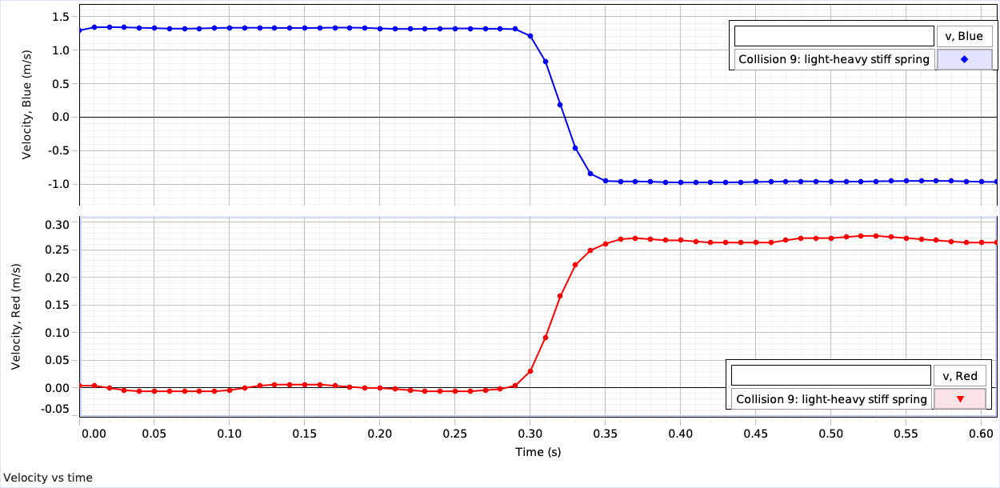 1.5
1.0
0.5
0.0
-0.5
-1.0
Velocity, Blue (m/s)
v, Blue
Collision 9: light-heavy stiff spring
0.30
0.25
0.20
0.15
0.10
0.05
0.00
-0.05
Velocity, Red (m/s)
v, Red
Collision 9: light-heavy stiff spring
0.00 0.05 0.10 0.15 0.20 0.25 0.30 0.35 0.40 0.45 0.50 0.55 0.60
Time (s)
Velocity vs time